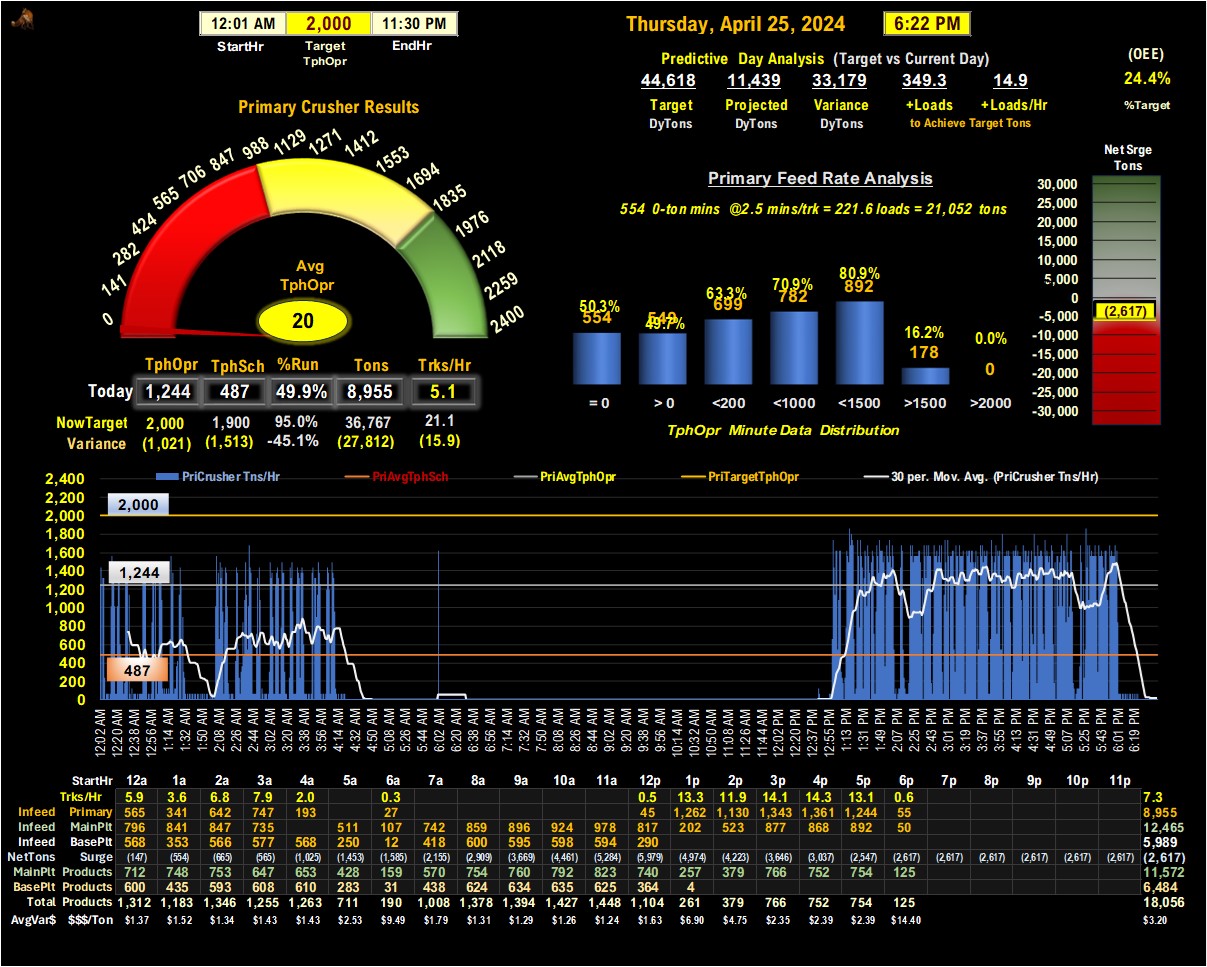 12:01 AM 2,000 11:30 PM
StartHr Target TphOpr EndHr
Thursday, April 25, 2024 6:22 PM
Predictive Day Analysis (Target vs Current Day)
44,618 11,439 33,179 349.3 14.9
Target Projected Variance +Loads +Loads/Hr
DyTons DyTons DyTons to Achieve Target Tons
(OEE)
24.4%
%Target
Primary Crusher Results
0 141 282 424 565 706 847 988 1129 1271 1412 1553 1694 1835 1976 2118 2259 2400
Avg
TphOpr
20
TphOpr TphSch %Run Tons Trks/Hr
Today 1,244 487 49.9% 8,955 5.1
NowTarget 2,000 1,900 95.0% 36,767 21.1
Variance (1,021) (1,513) -45.1% (27,812) (15.9)
Primary Feed Rate Analysis
554 0-ton mins @2.5 mins/trk = 221.6 loads = 21,052 tons
50.3% 49.7% 63.3% 70.9% 80.9% 16.2% 0.0%
554 549 699 782 892 178 0
= 0 > 0 <200 <1000 <1500 >1500 >2000
TphOpr Minute Data Distribution
NetSrge
Tons
30,000
25,000
20,000
15,000
10,000
5,000
0
(2,617)
-5,000
-10,000
-15,000
-20,000
-25,000
-30,000
PriCrusher Tns/Hr PriAvgTphSch PriAvgTphOpr PriTargetTphOpr 30 per. Mov. Avg. (PriCrusher Tns/Hr)
2,400
2,200
2,000
1,800
1,600
1,400
1,200
1,000
800
600
400
200
0
2,000
1,244
487
12:02 AM 12:20 AM 12:38 AM 12:56 AM 1:14 AM 1:32 AM 1:50 AM 2:08 AM 2:26 AM 2:44 AM 3:02 AM 3:20 AM 3:38 AM 3:56 AM 4:14 AM 4:32 AM 4:50 AM 5:08 AM 5:26 AM 5:44 AM 6:02 AM 6:20 AM 6:38 AM 6:56 AM 7:14 AM 7:32 AM 7:50 AM 8:08 AM 8:26 AM 8:44 AM 9:02 AM 9:20 AM 9:38 AM 9:56 AM 10:14 AM 10:32 AM 10:50 AM 11:08 AM 11:26 AM 11:44 AM 12:02 PM 12:20 PM 12:37 PM 12:55 PM 1:13 PM 1:31 PM 1:49 PM 2:07 PM 2:25 PM 2:43 PM 3:01 PM 3:19 PM 3:37 PM 3:55 PM 4:13 PM 4:31 PM 4:49 PM 5:07 PM 5:25 PM 5:43 PM 6:01 PM 6:19 PM
StartHr 12a 1a 2a 3a 4a 5a 6a 7a 8a 9a 10a 11a 12p 1p 2p 3p 4p 5p 6p 7p 8p 9p 10p 11p
Trks/Hr 5.9 3.6 6.8 7.9 2.0 0.3 0.5 13.3 11.9 14.1 14.3 13.1 0.6 7.3
Infeed Primary 565 341 642 747 193 27 45 1,262 1,130 1,343 1,361 1,244 55 8,955
Infeed MainPlt 796 841 847 735 511 107 742 859 896 924 978 817 202 523 877 868 892 50 12,465
Infeed BasePlt 568 353 566 577 568 250 12 418 600 595 598 594 290 5,989
NetTons Surge (147) (554) (665) (565) (1,025) (1,453) (1,585) (2,155) (2,909) (3,669) (4,461) (5,284) (5,979) (4,974) (4,223) (3,646) (3,037) (2,547) (2,617) (2,617) (2,617) (2,617) (2,617) (2,617) (2,617)
MainPlt Products 712 748 753 647 653 428 159 570 754 760 792 823 740 257 379 766 752 754 125 11,572
BasePlt Products 600 435 593 608 610 283 31 438 624 634 635 625 364 4 6,484
Total Products 1,312 1,183 1,346 1,255 1,263 711 190 1,008 1,378 1,394 1,427 1,448 1,104 261 379 766 752 754 125 18,056
AvgVar$ $$$/Ton $1.37 $1.52 $1.34 $1.43 $1.43 $2.53 $9.49 $1.79 $1.31 $1.29 $1.26 $1.24 $1.63 $6.90 $4.75 $2.35 $2.39 $2.39 $14.40 $3.20